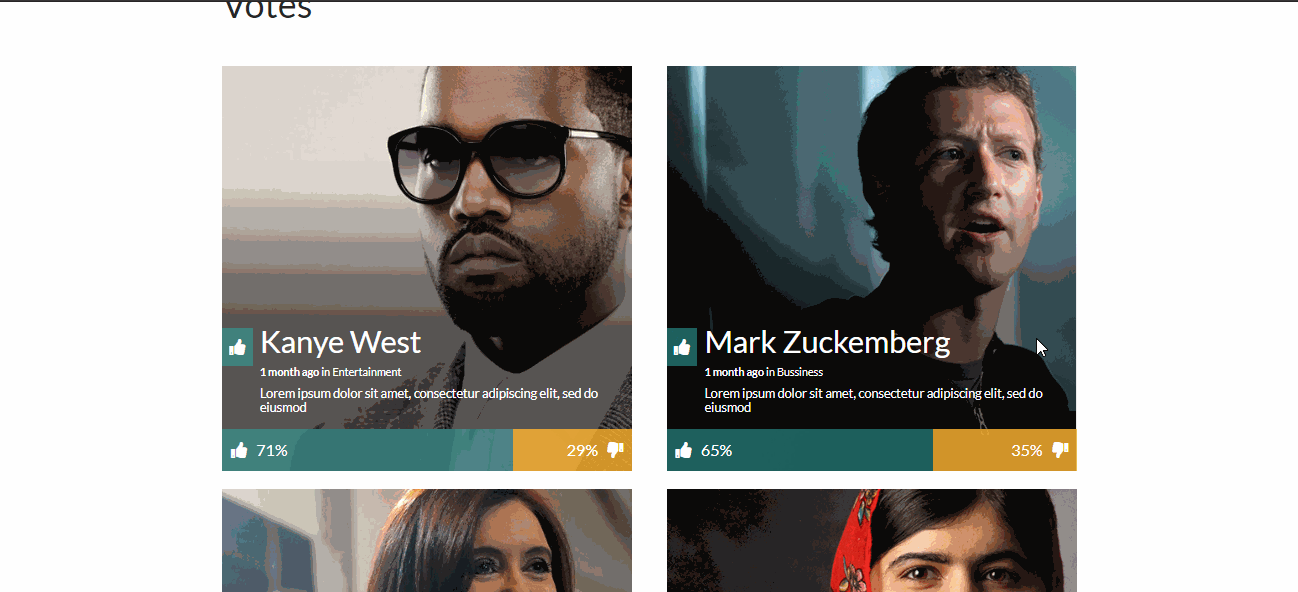 Votes
Kanye West
1 month ago in Entertainment
Lorem ipsum dolor sit amet, consectetur adipiscing elit, sed do
eiusmod
71%
29%
Mark Zuckemberg
1 month ago in Bussiness
Lorem ipsum dolor sit amet, consectetur adipiscing elit, sed do
eiusmod
65%
35%